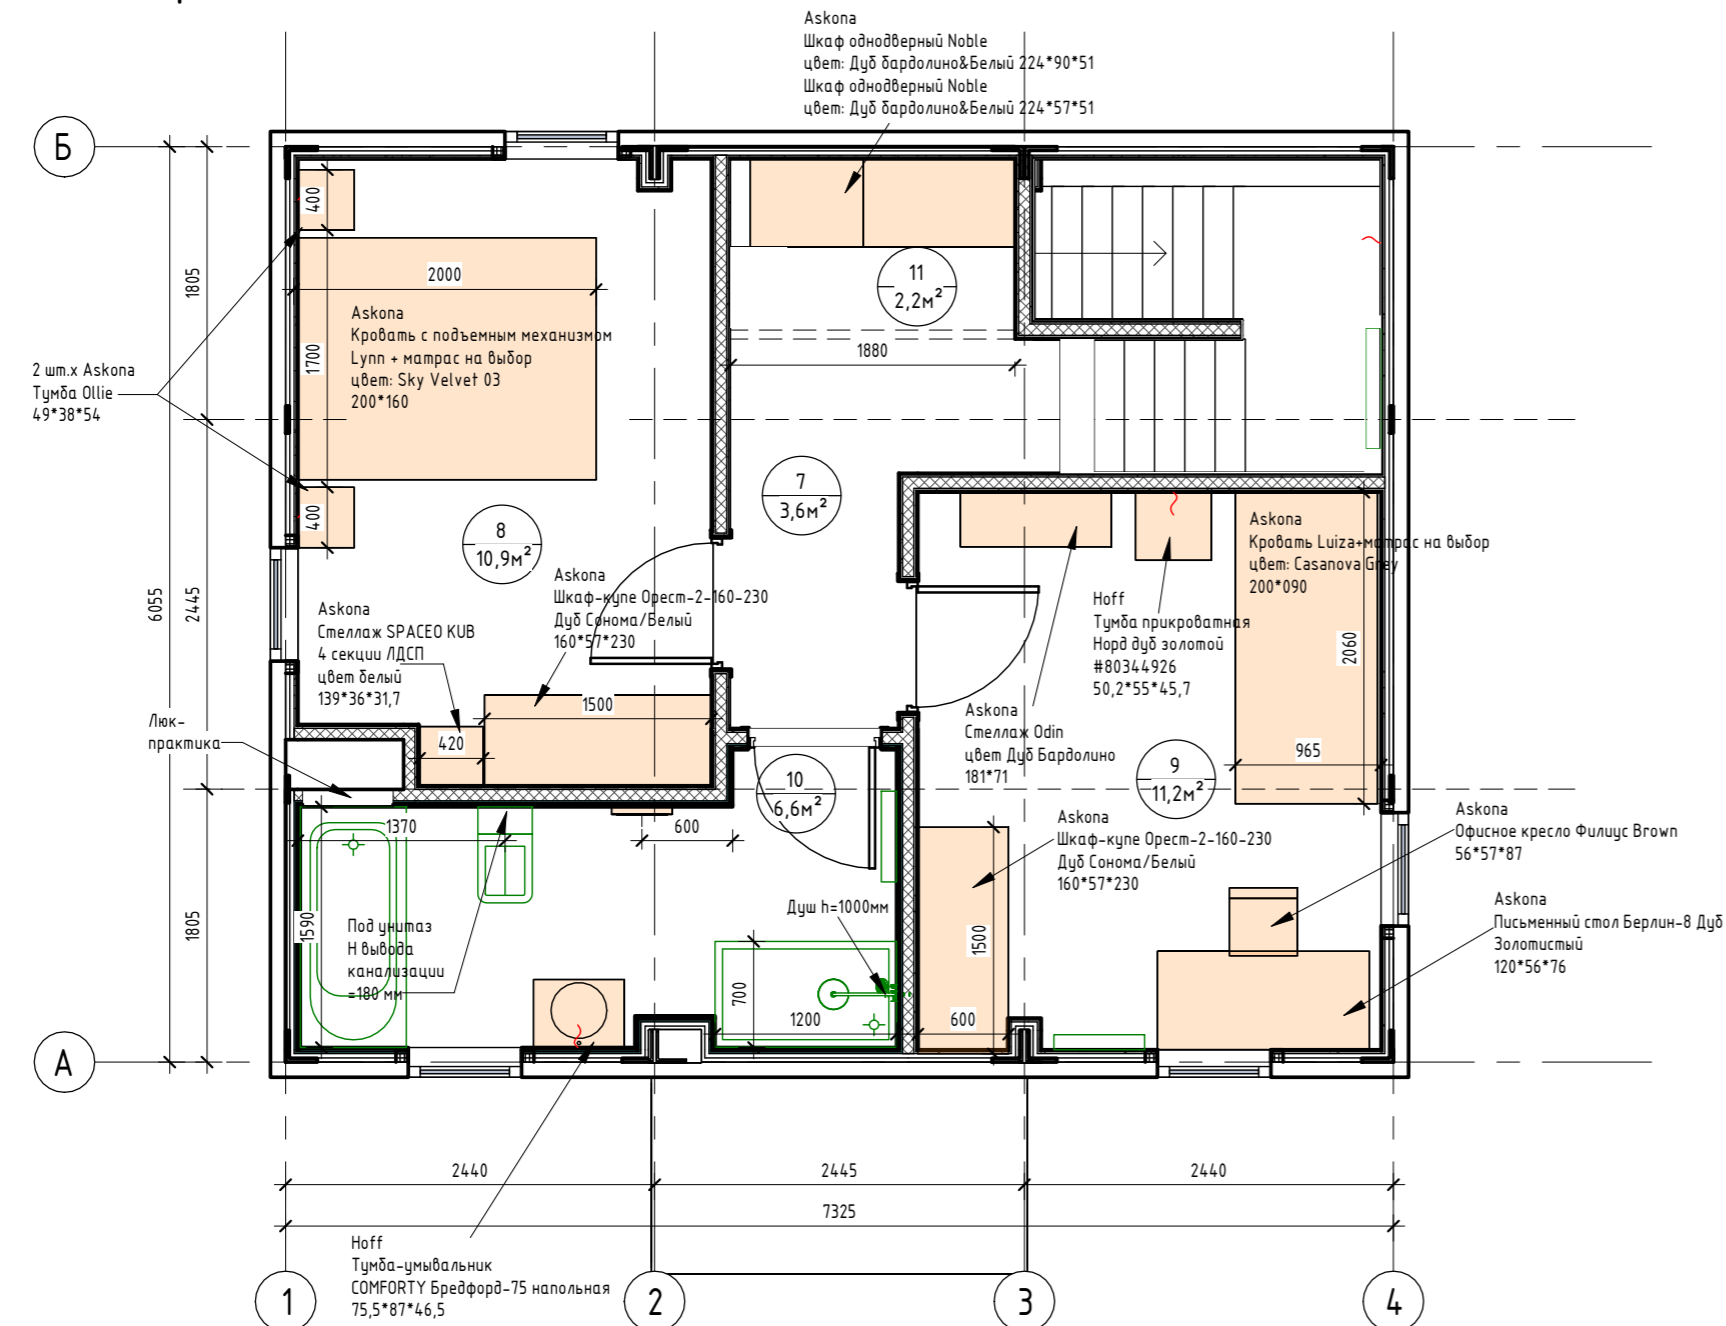 Askona
Шкаф однодверный Noble
цвет: Дуб бардолино&Белый 224*90*51
Шкаф однодверный Noble
цвет: Дуб бардолино&Белый 224*57*51
Б
400
1805
2000
11
2,2м²
Askona
Кровать с подъемным механизмом
Lynn + матрас на выбор
цвет: Sky Velvet 03
200*160
1700
1880
2 шт.x Askona
Тумба Ollie
49*38*54
7
3,6м²
400
8
10,9м²
Askona
Кровать Luiza+матрас на выбор
цвет: Casanova Grey
200*090
6055
2445
Askona
Шкаф-купе Орест-2-160-230
Дуб Сонома/Белый
160*57*230
Askona
Стеллаж SPACEO KUB
4 секции ЛДСП
цвет белый
139*36*31,7
Hoff
Тумба прикроватная
Норд дуб золотой
#80344926
50,2*55*45,7
2060
Люк-
практика
1500
420
Askona
Стеллаж Odin
цвет Дуб Бардолино
181*71
965
10
6,6м²
9
11,2м²
1370
600
Askona
Шкаф-купе Орест-2-160-230
Дуб Сонома/Белый
160*57*230
Askona
Офисное кресло Филиус Brown
56*57*87
1805
1590
Под унитаз
Н вывода
канализации
=180 мм
Душ h=1000мм
1500
Askona
Письменный стол Берлин-8 Дуб
Золотистый
120*56*76
700
1200
600
А
2440
2445
2440
7325
Hoff
Тумба-умывальник
COMFORTY Бредфорд-75 напольная
75,5*87*46,5
1
2
3
4